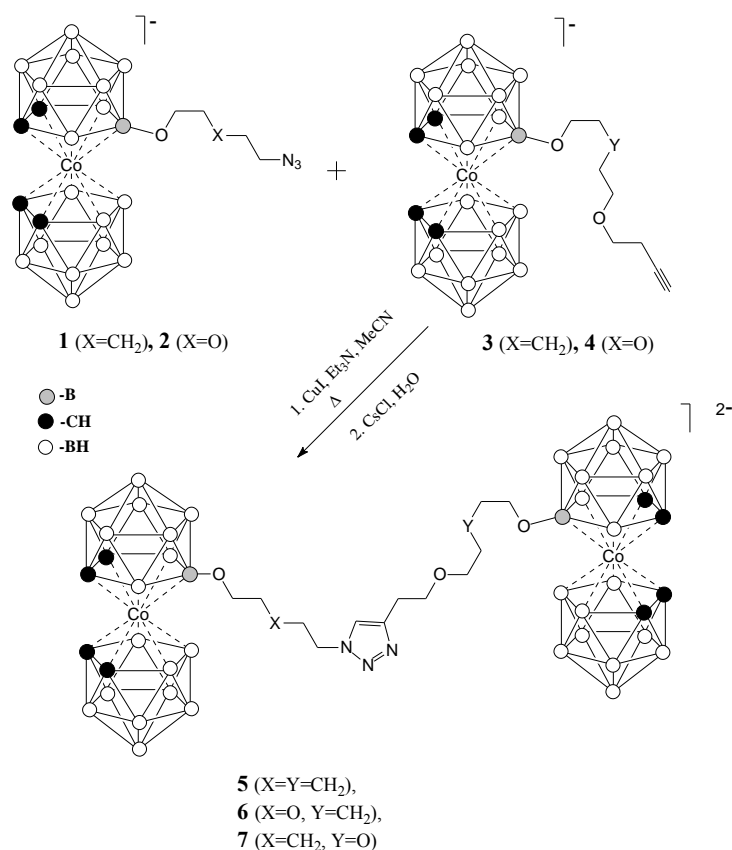 ]-
]-
O
X
N3
Co
+
O
Y
O
Co
1 (X=CH2), 2 (X=O)
3 (X=CH2), 4 (X=O)
1. CuI, Et3N, MeCN
Δ
2. CsCl, H2O
-B
-CH
-BH
] 2-
O
X
N
N
N
O
Y
O
Co
Co
5 (X=Y=CH2),
6 (X=O, Y=CH2),
7 (X=CH2, Y=O)